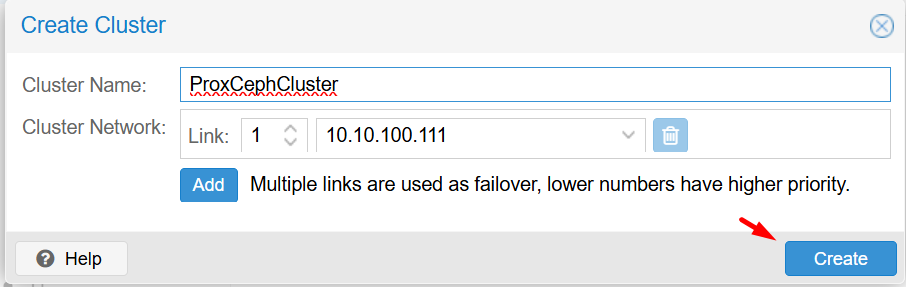 Create Cluster
Cluster Name: ProxCephCluster
Cluster Network: Link: 1 10.10.100.111
Add Multiple links are used as failover, lower numbers have higher priority.
? Help Create